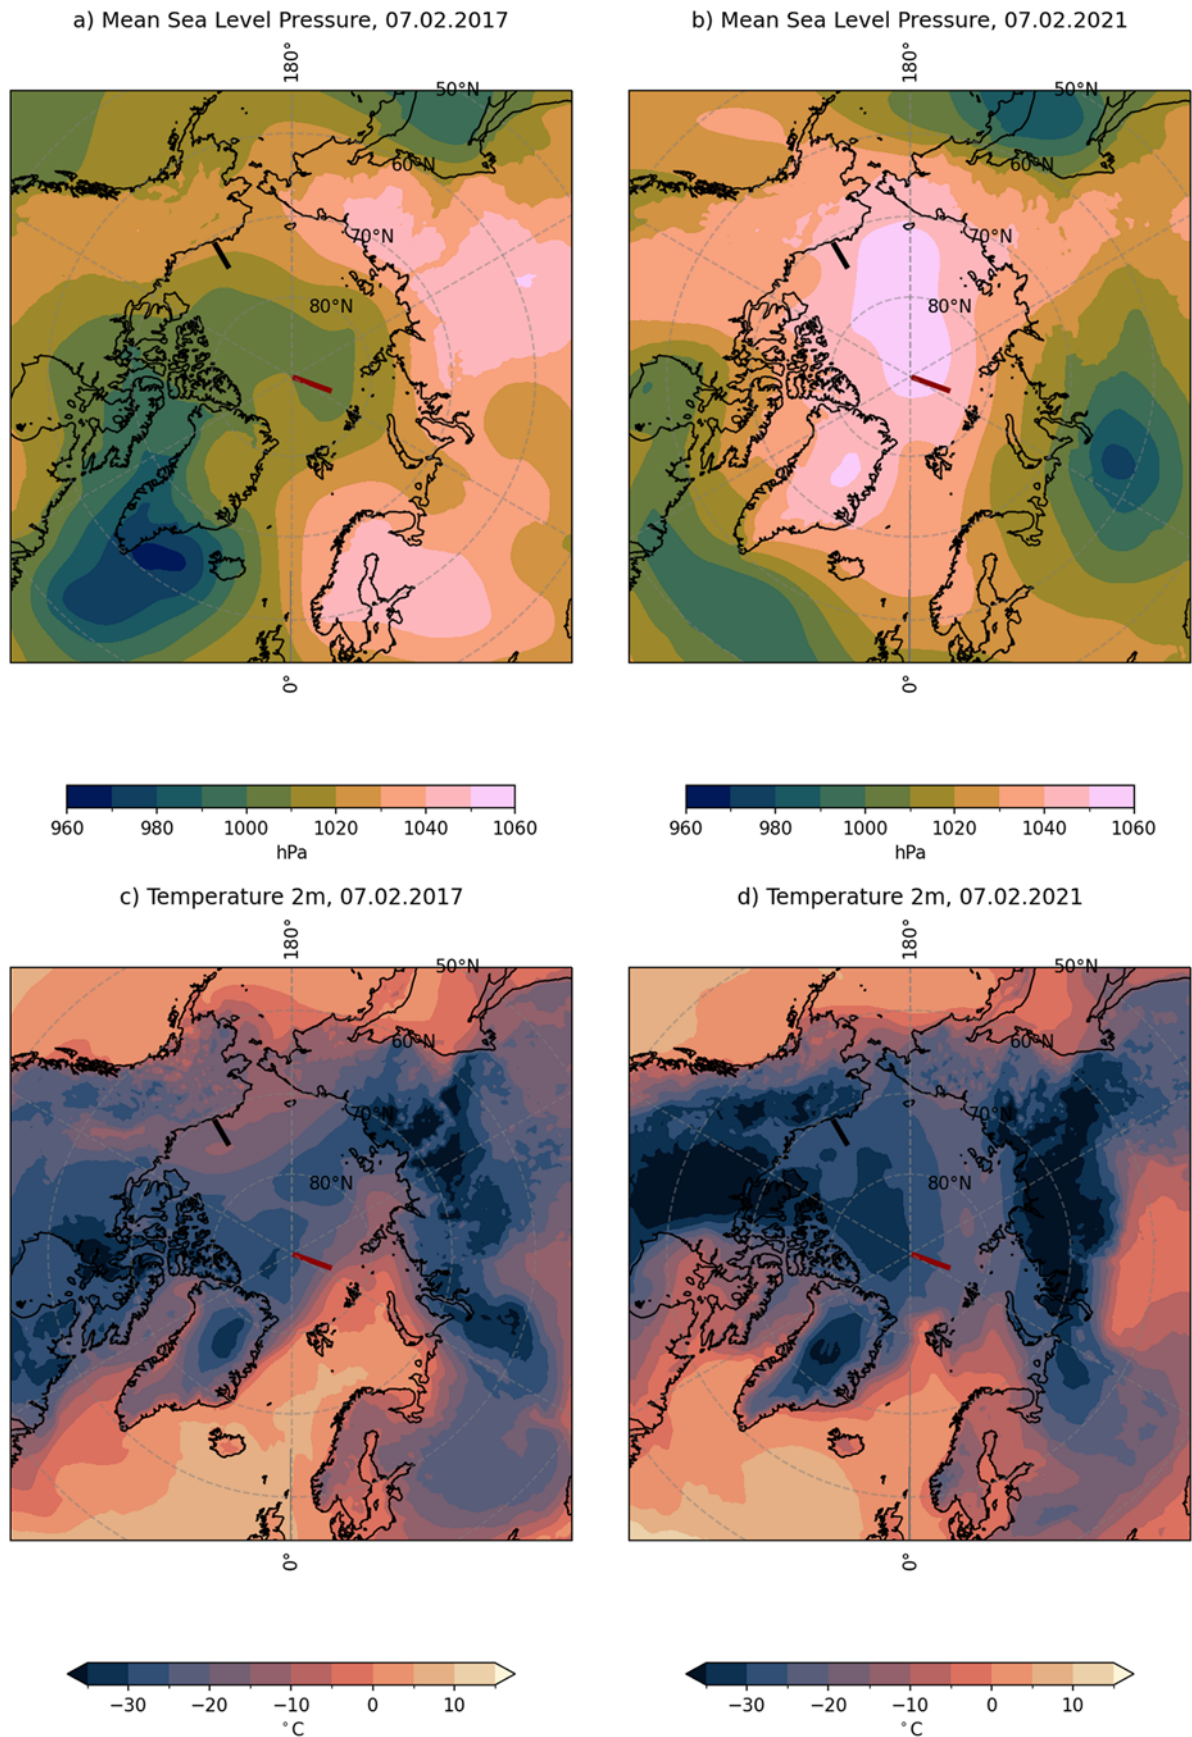 a) Mean Sea Level Pressure, 07.02.2017
b) Mean Sea Level Pressure, 07.02.2021
180°
180°
50°N
50°N
60°N
60°N
70°N
70°N
80°N
80°N
0°
0°
960 980 1000 1020 1040 1060
hPa
960 980 1000 1020 1040 1060
hPa
c) Temperature 2m, 07.02.2017
d) Temperature 2m, 07.02.2021
180°
180°
50°N
50°N
60°N
60°N
70°N
70°N
80°N
80°N
0°
0°
−30 −20 −10 0 10
°C
−30 −20 −10 0 10
°C